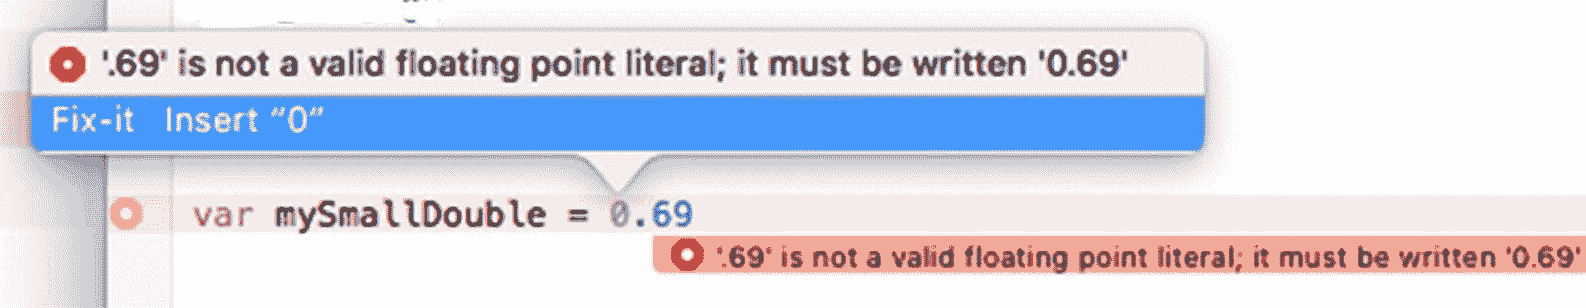 '.69' is not a valid floating point literal; it must be written '0.69'
Fix-it Insert "0"
var mySmallDouble = 0.69
'.69' is not a valid floating point literal; it must be written '0.69'